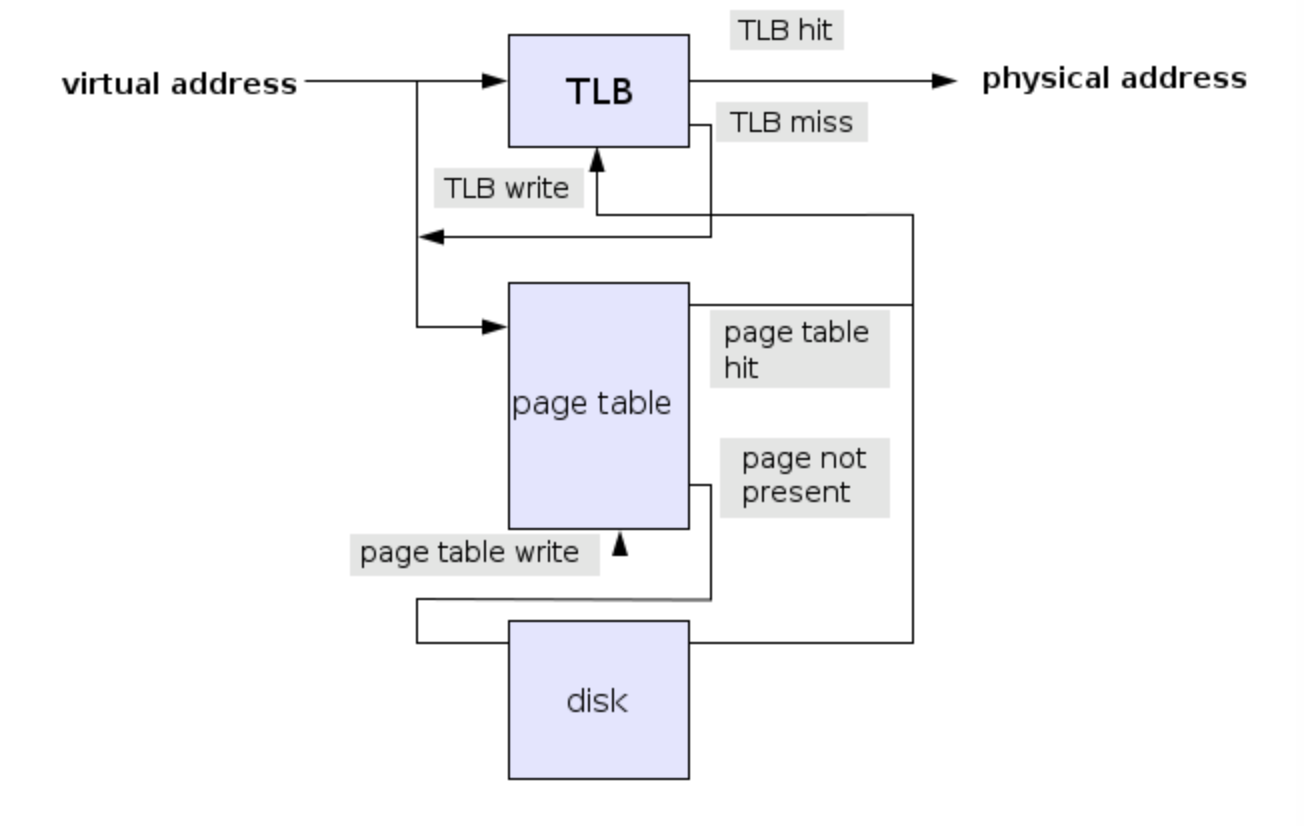 TLB hit
virtual address
TLB
physical address
TLB miss
TLB write
page table
hit
page table
page not
present
page table write
disk